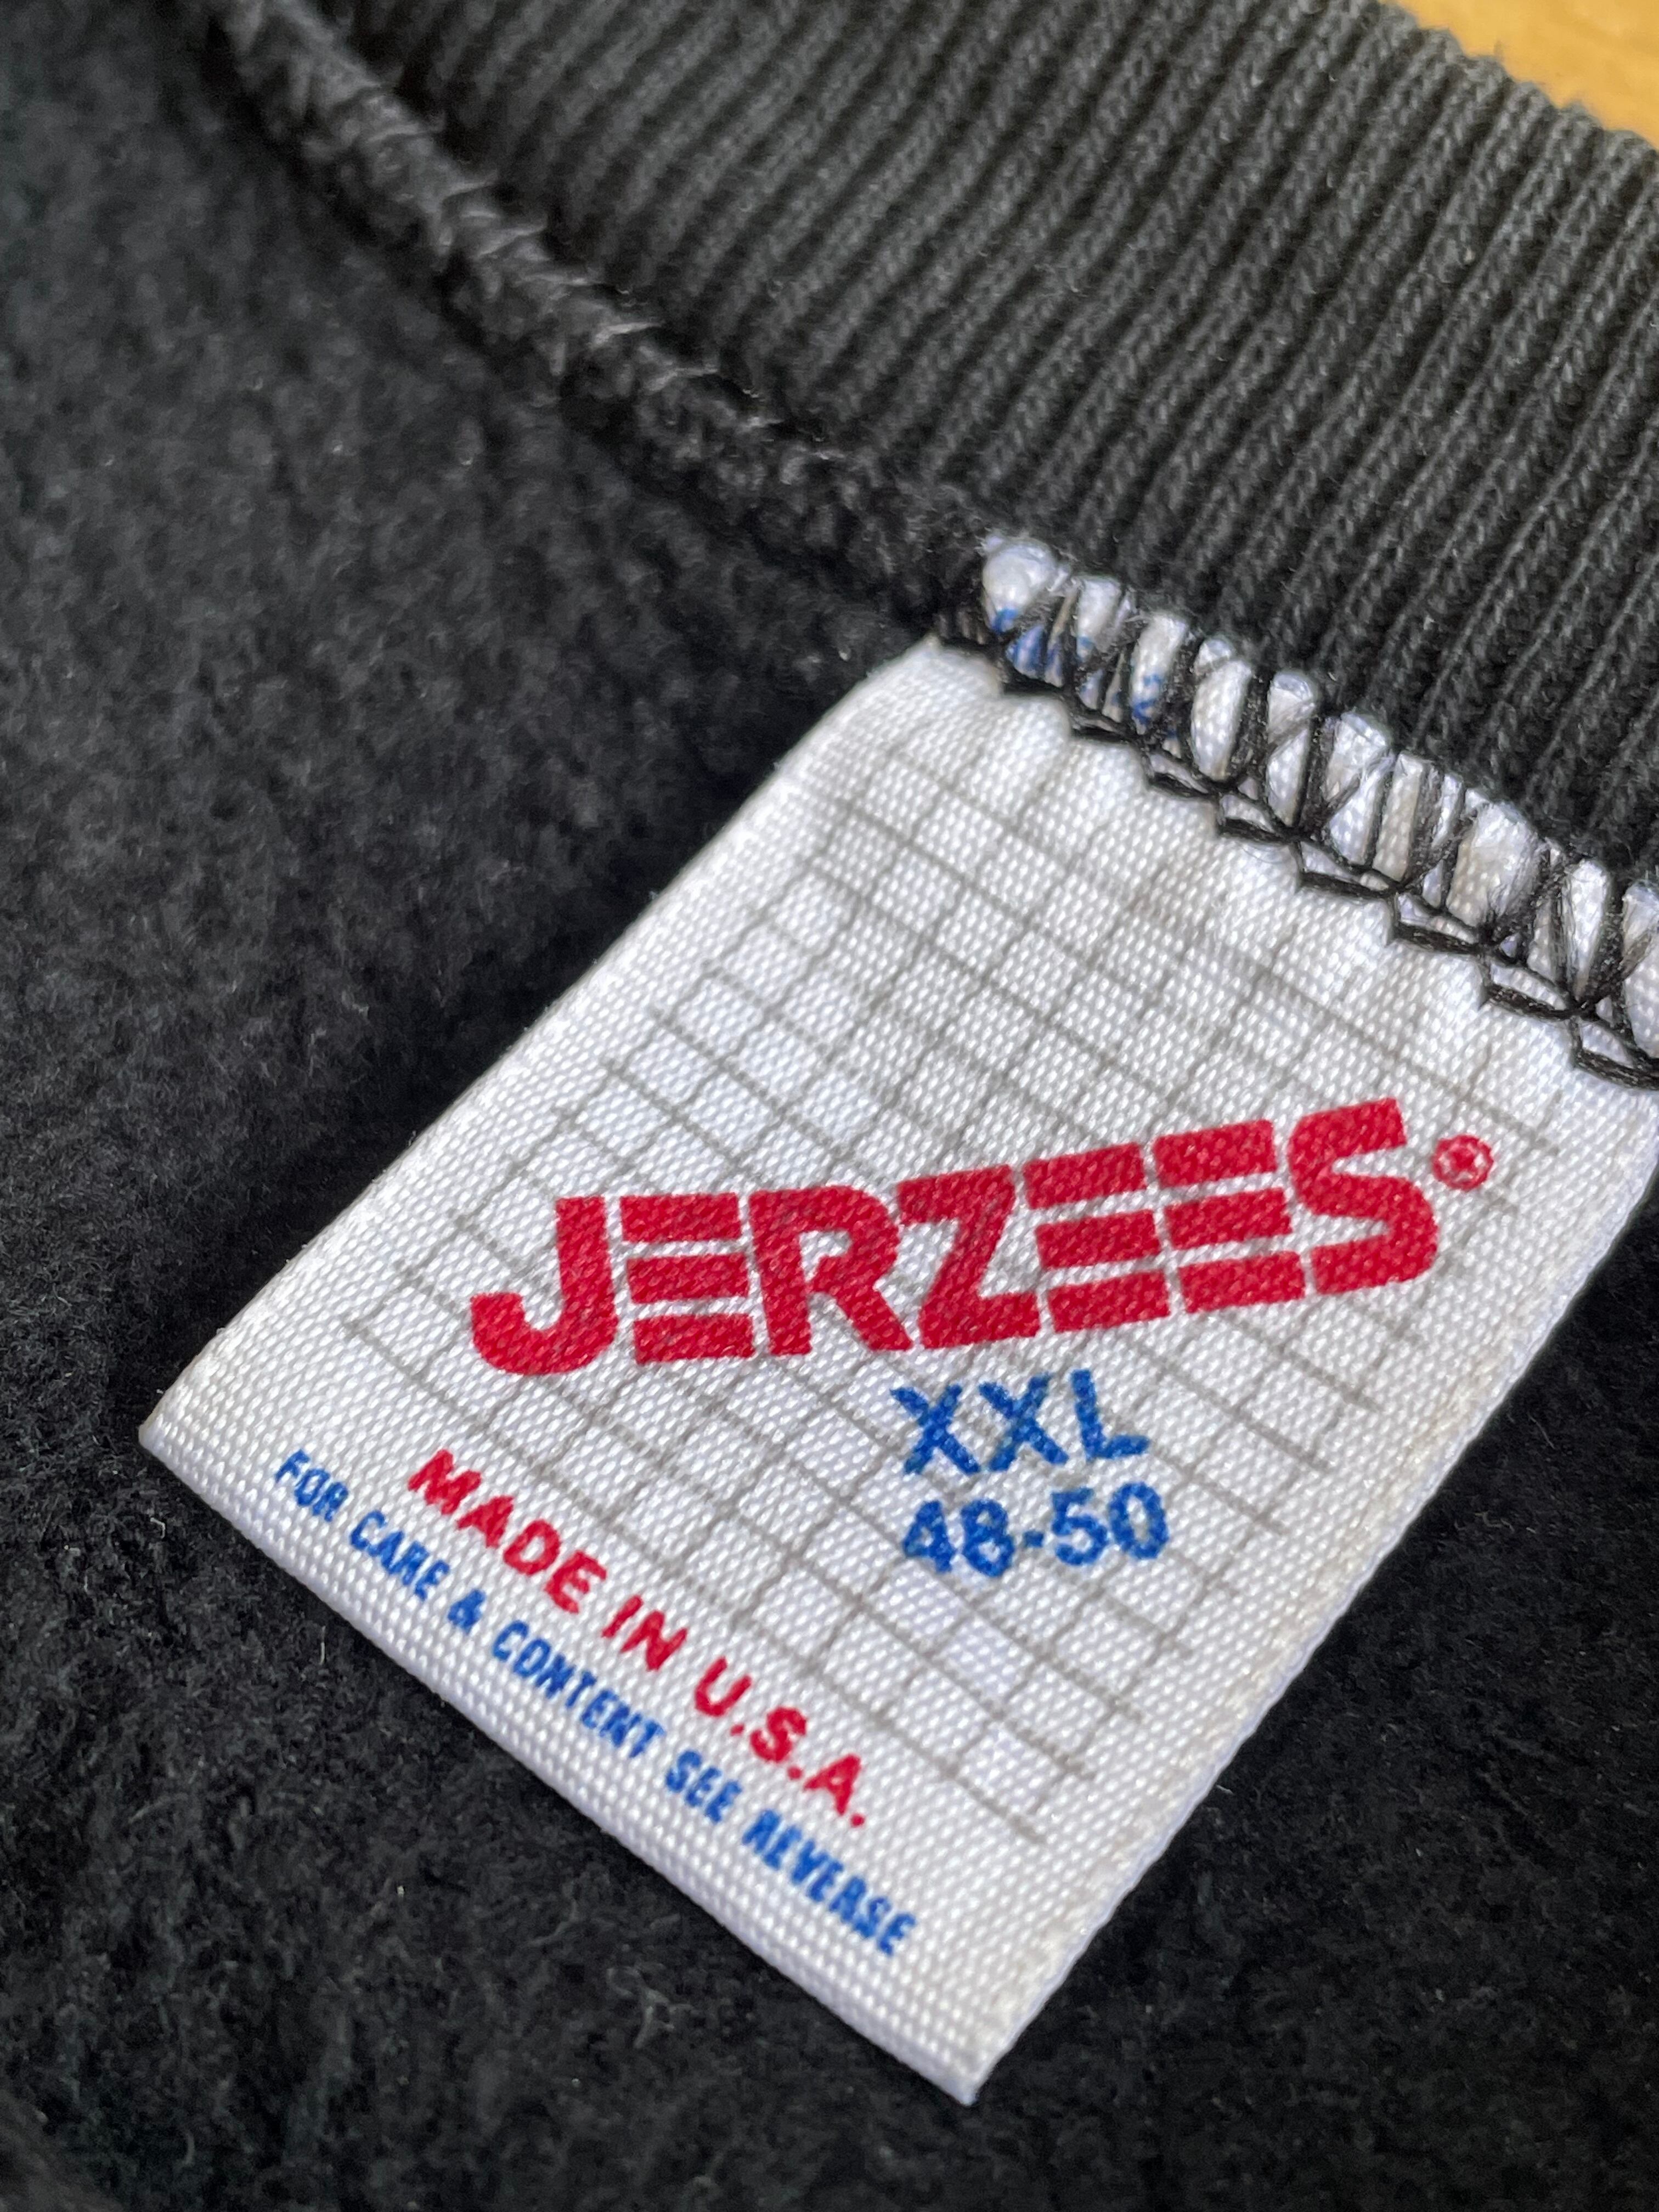 JERZEES®
XXL
48-50
MADE IN U.S.A.
FOR CARE & CONTENT SEE REVERSE